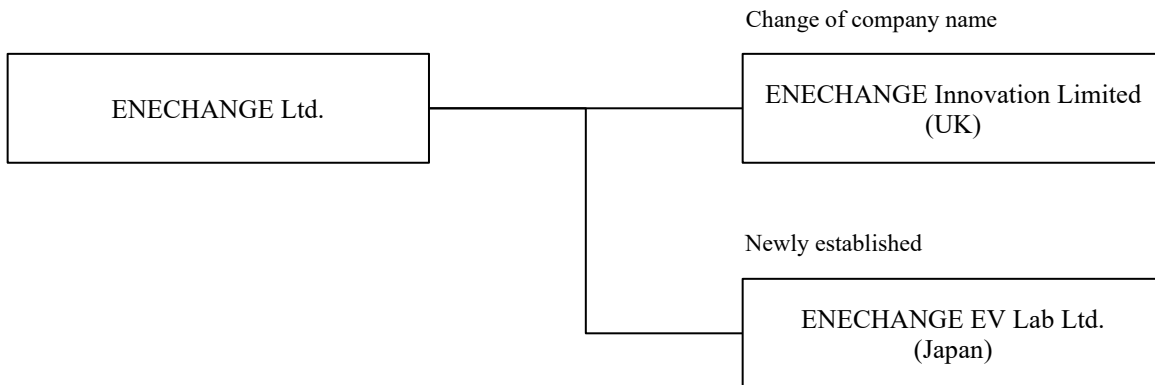 Change of company name
ENECHANGE Ltd.
ENECHANGE Innovation Limited
(UK)
Newly established
ENECHANGE EV Lab Ltd.
(Japan)